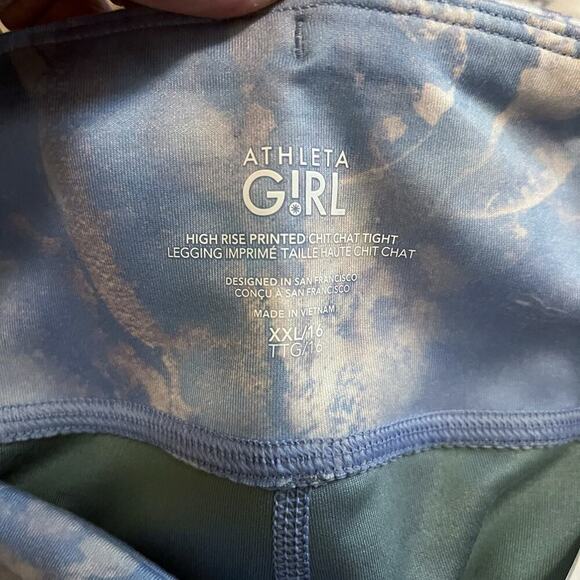 ATHLETA
G!RL
HIGH RISE PRINTED CHIT CHAT TIGHT
LEGGING IMPRIMÉ TAILLE HAUTE CHIT CHAT
DESIGNED IN SAN FRANCISCO
CONÇU À SAN FRANCISCO
MADE IN VIETNAM
XXL/16
TTG/16